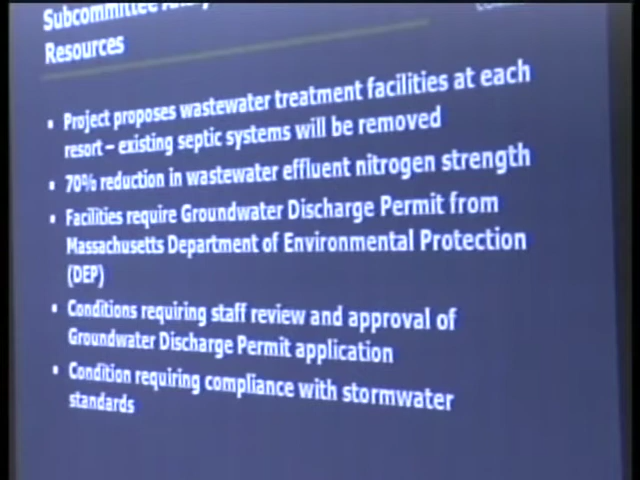 Subcommittee
Resources
▪ Project proposes wastewater treatment facilities at each
resort – existing septic systems will be removed
▪ 70% reduction in wastewater effluent nitrogen strength
▪ Facilities require Groundwater Discharge Permit from
Massachusetts Department of Environmental Protection
(DEP)
▪ Conditions requiring staff review and approval of
Groundwater Discharge Permit application
▪ Condition requiring compliance with stormwater
standards